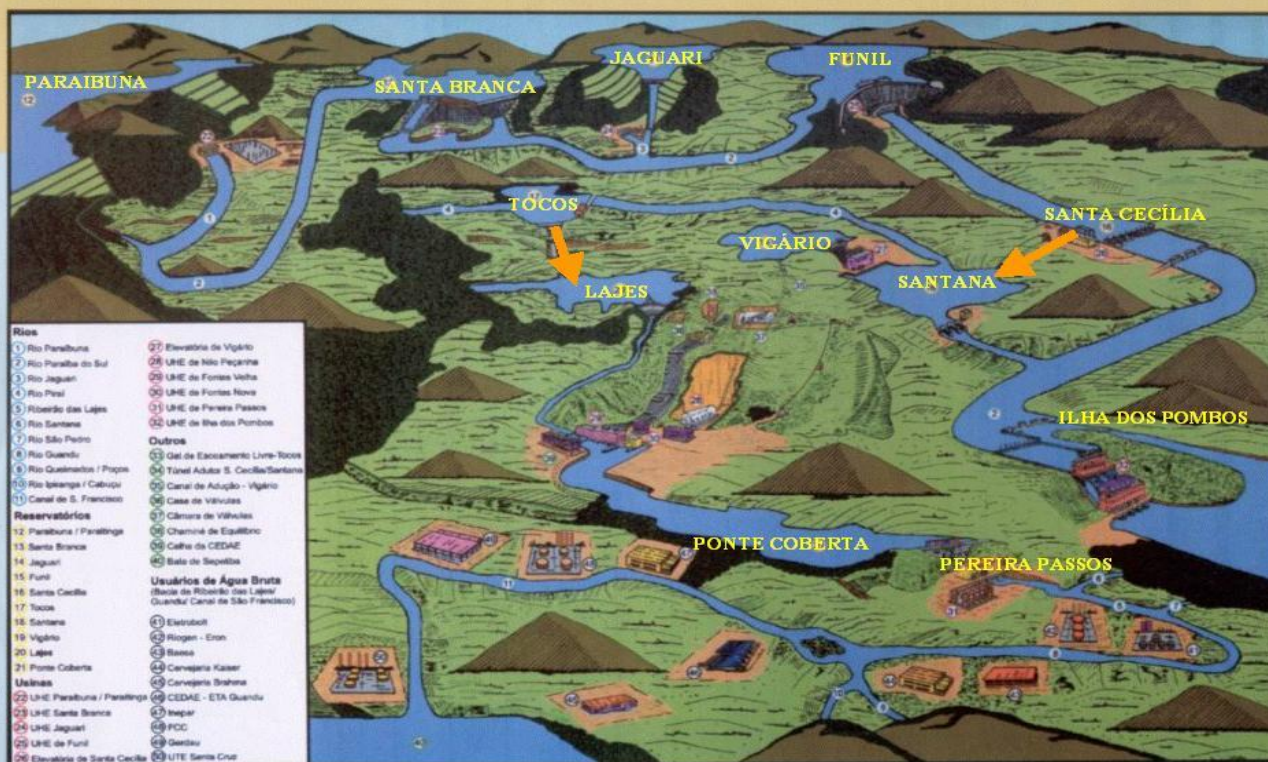 JAGUARI
FUNIL
PARAIBUNA
SANTA BRANCA
TOCOS
SANTA CECÍLIA
VIGÁRIO
SANTANA
LAJES
ILHA DOS POMBOS
PONTE COBERTA
PEREIRA PASSOS
Rios
1 Rio Paraibuna
2 Rio Paraíba do Sul
3 Rio Jaguari
4 Rio Piraí
5 Ribeirão das Lajes
6 Rio Santana
7 Rio São Pedro
8 Rio Guandu
9 Rio Queimados / Poços
10 Rio Ipiranga / Cabuçu
11 Canal de S. Francisco
Reservatórios
12 Paraibuna / Paraitinga
13 Santa Branca
14 Jaguari
15 Funil
16 Santa Cecília
17 Tocos
18 Santana
19 Vigário
20 Lajes
21 Ponte Coberta
Usinas
22 UHE Paraibuna / Paraitinga
23 UHE Santa Branca
24 UHE Jaguari
25 UHE de Funil
26 Elevatória de Santa Cecília
27 Elevatória de Vigário
28 UHE de Nilo Peçanha
29 UHE de Fontes Velha
30 UHE de Fontes Nova
31 UHE de Pereira Passos
32 UHE de Ilha dos Pombos
Outros
33 Gal de Escoamento Livre-Tocos
34 Túnel Adutor S. Cecília/Santana
35 Canal de Adução - Vigário
36 Casa de Válvulas
37 Câmara de Válvulas
38 Chaminé de Equilíbrio
39 Calha da CEDAE
40 Baía de Sepetiba
Usuários de Água Bruta
(Bacia de Ribeirão das Lajes/
Guandu/ Canal de São Francisco)
41 Eletrobolt
42 Riogen - Eron
43 Basca
44 Cervejaria Kaiser
45 Cervejaria Brahma
46 CEDAE - ETA Guandu
47 Inepar
48 FCC
49 Gerdau
50 UTE Santa Cruz